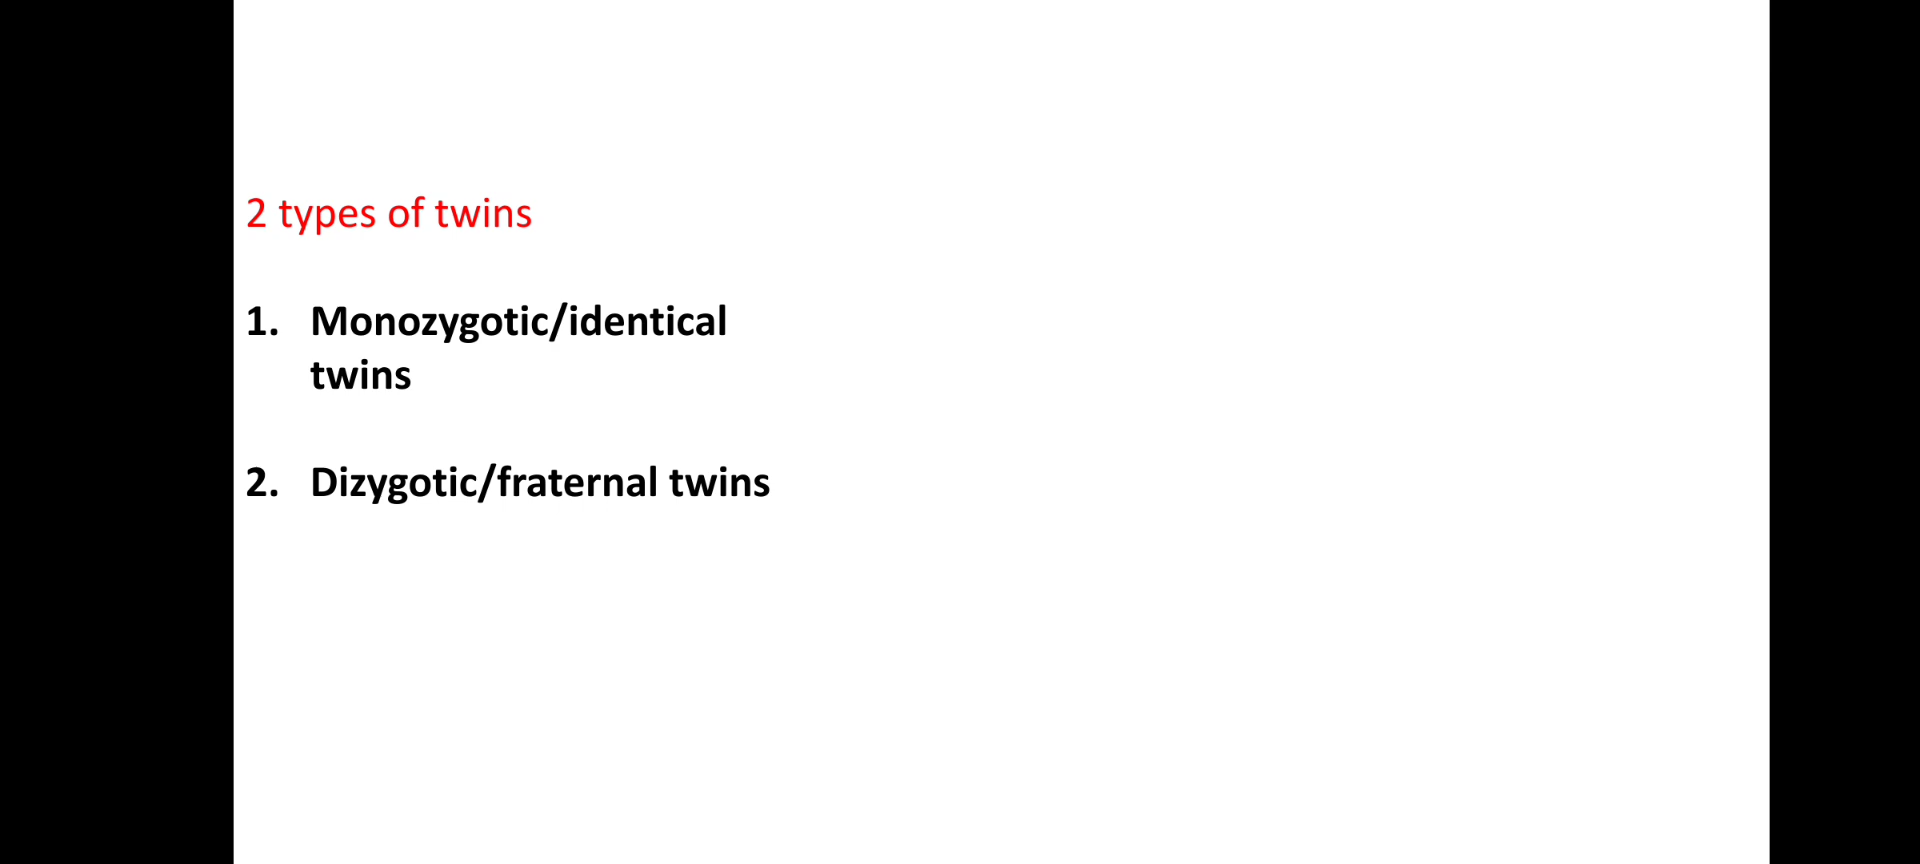 2 types of twins
1. Monozygotic/identical
twins
2. Dizygotic/fraternal twins